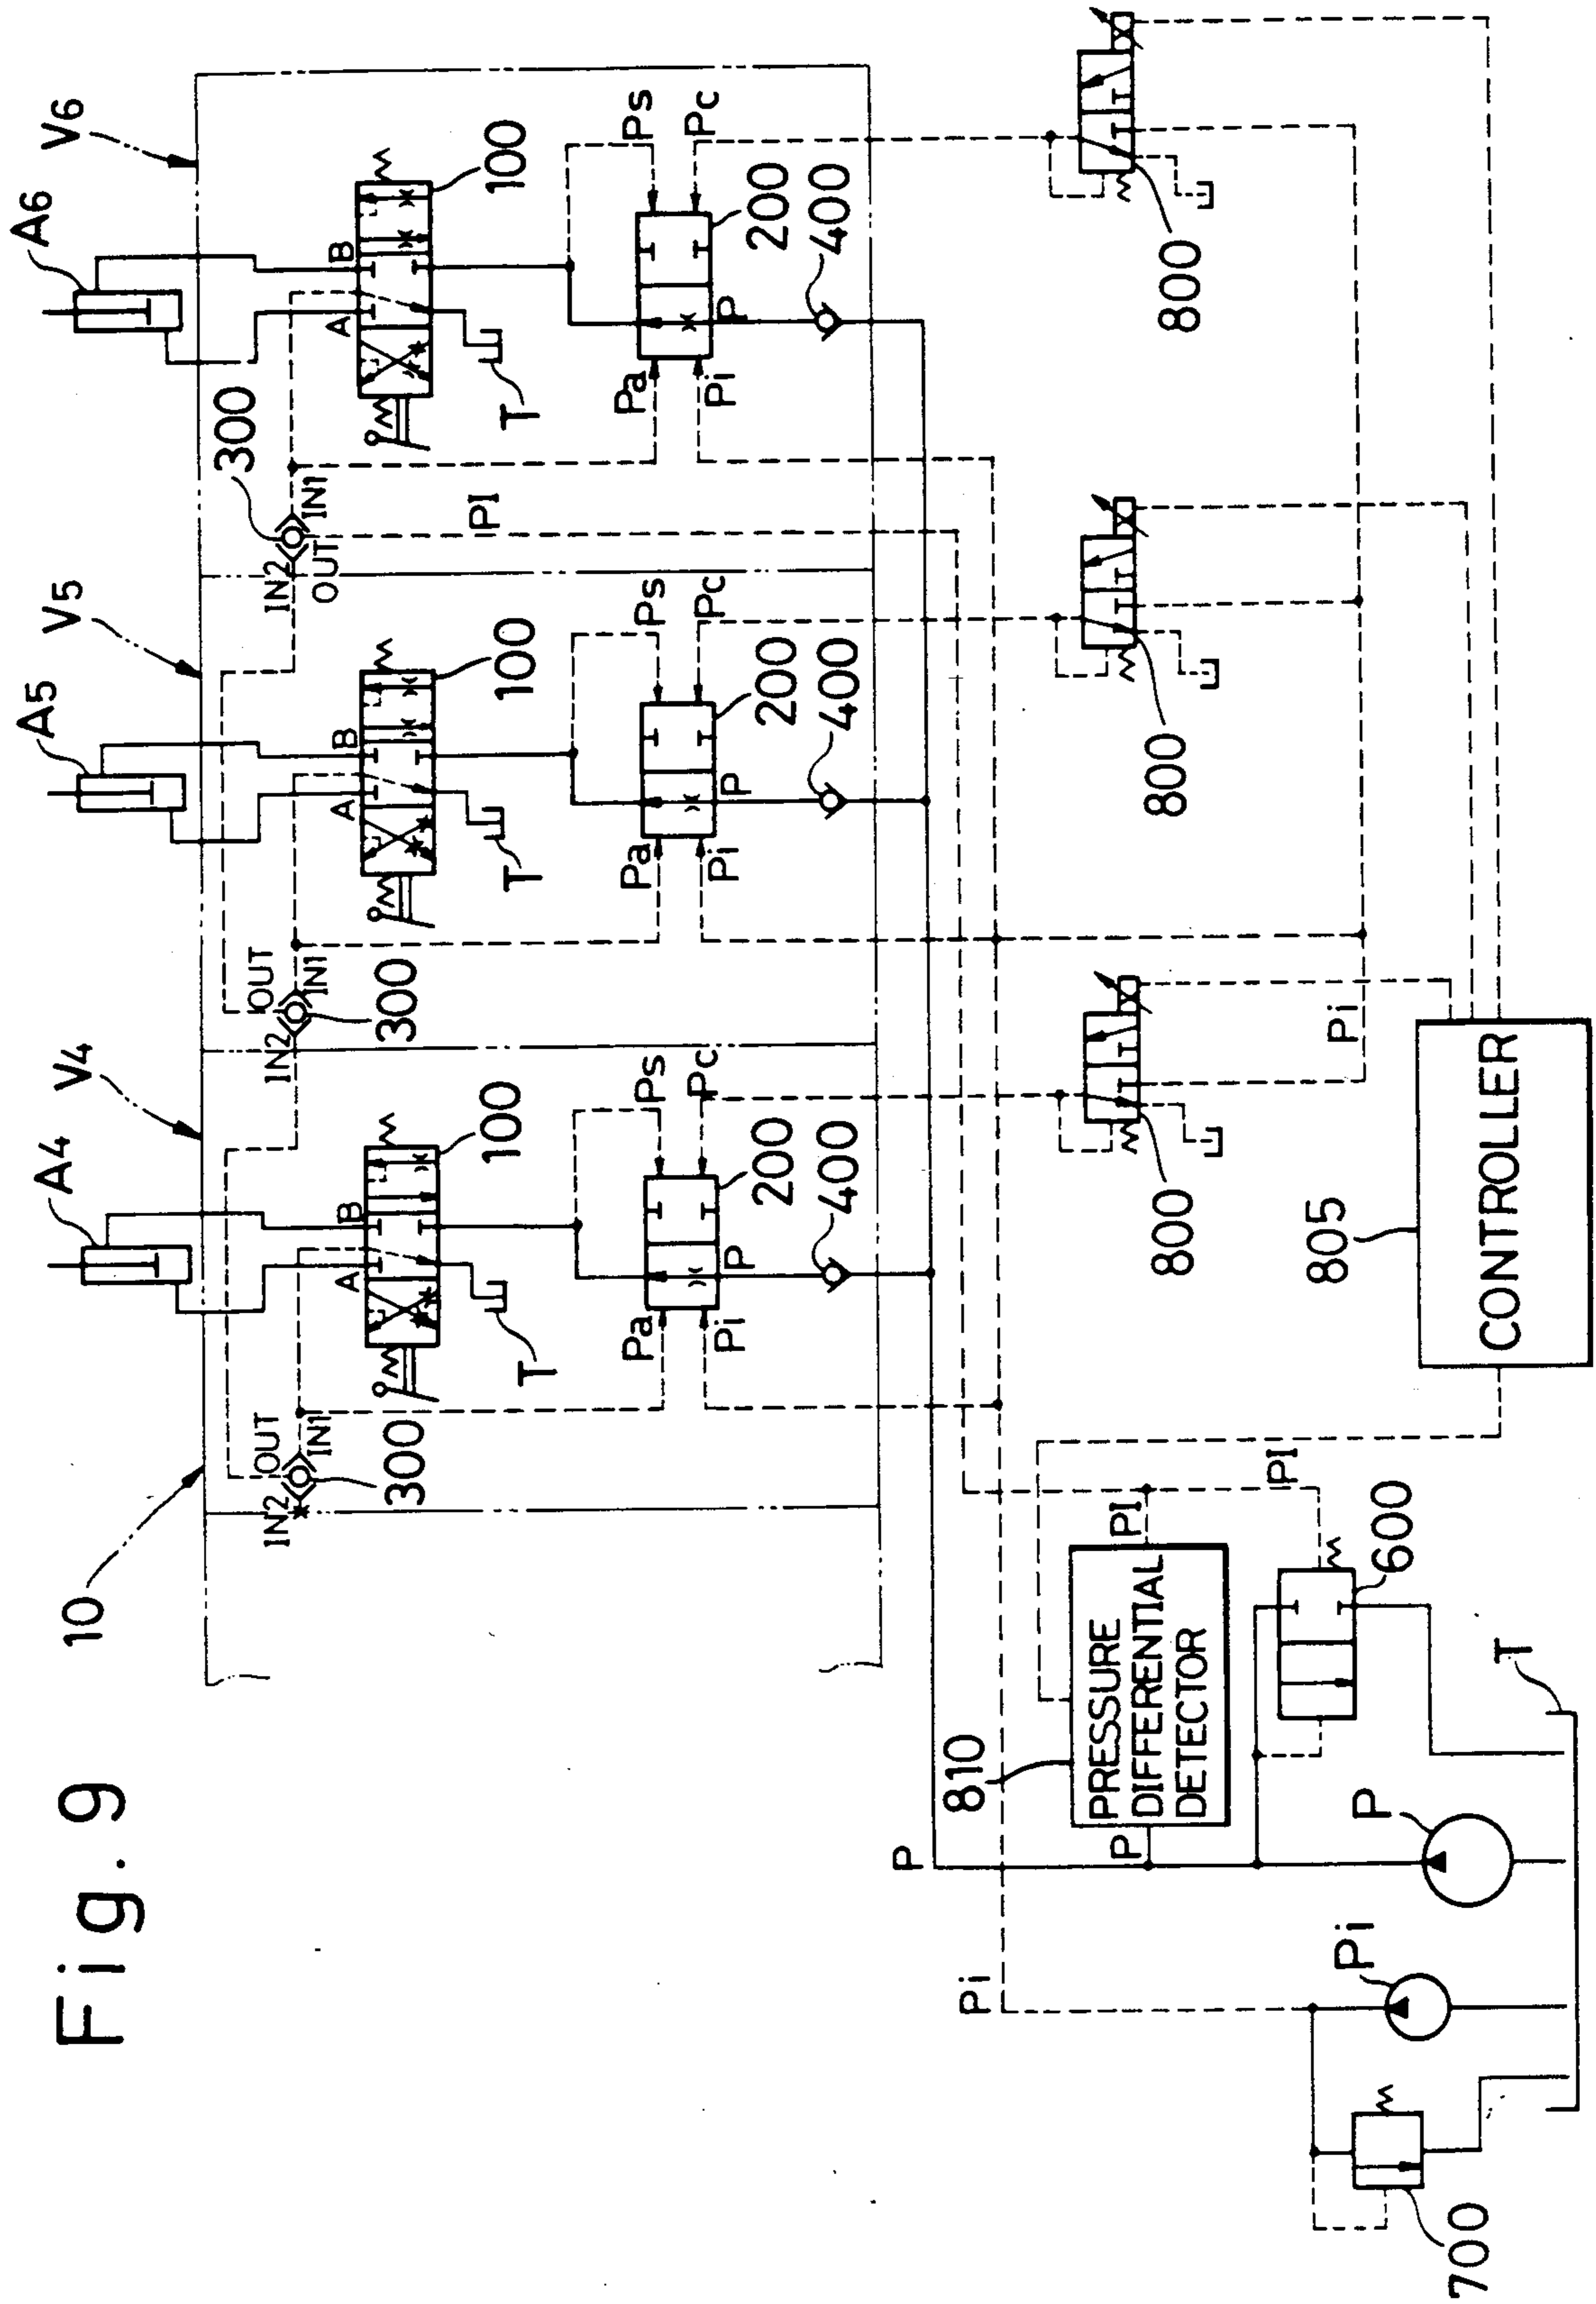 Fig. 9
10
V4
V5
V6
A4
A5
A6
IN2
OUT
IN1
300
A
B
100
T
Pa
Pi
Ps
Pc
200
P
400
IN2
OUT
IN1
300
A
B
100
T
Pa
Pi
Ps
Pc
200
P
400
IN2
OUT
IN1
300
PI
A
B
100
T
Pa
Pi
Ps
Pc
200
P
400
800
800
800
Pi
805
CONTROLLER
810
PRESSURE
DIFFERENTIAL
DETECTOR
P
PI
PI
600
P
P
T
Pi
Pi
700